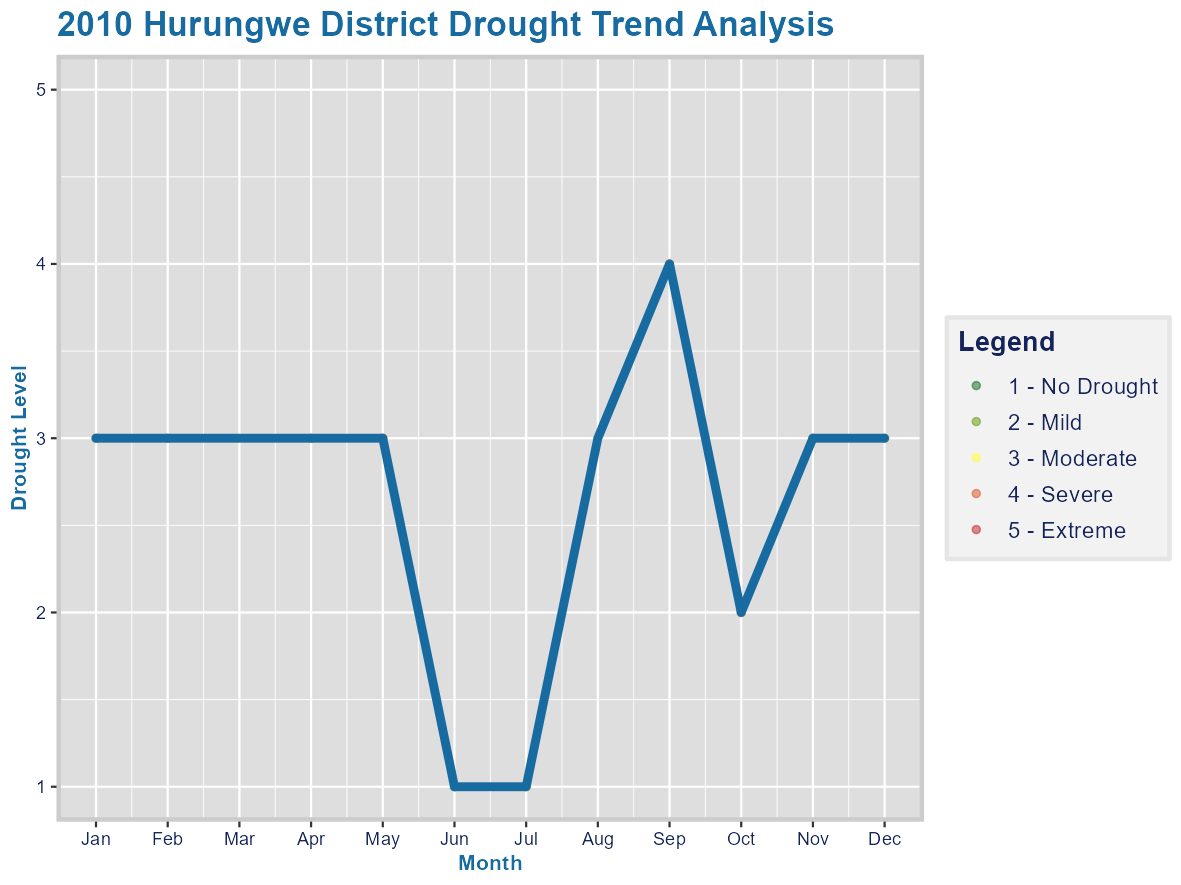 2010 Hurungwe District Drought Trend Analysis
Drought Level
5
4
3
2
1
Jan Feb Mar Apr May Jun Jul Aug Sep Oct Nov Dec
Month
Legend
1 - No Drought
2 - Mild
3 - Moderate
4 - Severe
5 - Extreme